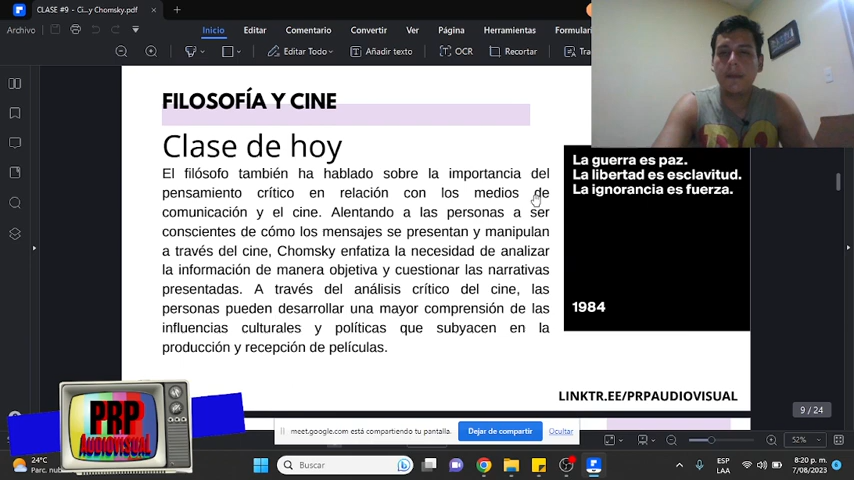 CLASE #9 - Ci...y Chomsky.pdf
Archivo
Inicio
Editar
Comentario
Convertir
Ver
Página
Herramientas
Editar Todo
Añadir texto
OCR
Recortar
FILOSOFÍA Y CINE
Clase de hoy
El filósofo también ha hablado sobre la importancia del
pensamiento crítico en relación con los medios de
comunicación y el cine. Alentando a las personas a ser
conscientes de cómo los mensajes se presentan y manipulan
a través del cine, Chomsky enfatiza la necesidad de analizar
la información de manera objetiva y cuestionar las narrativas
presentadas. A través del análisis crítico del cine, las
personas pueden desarrollar una mayor comprensión de las
influencias culturales y políticas que subyacen en la
producción y recepción de películas.
La guerra es paz.
La libertad es esclavitud.
La ignorancia es fuerza.
1984
LINKTR.EE/PRPAUDIOVISUAL
9 / 24
PRP
AUDIOVISUAL
meet.google.com está compartiendo tu pantalla.
Dejar de compartir
Ocultar
52%
24°C
Buscar
ESP
LAA
8:20 p. m.
7/08/2023